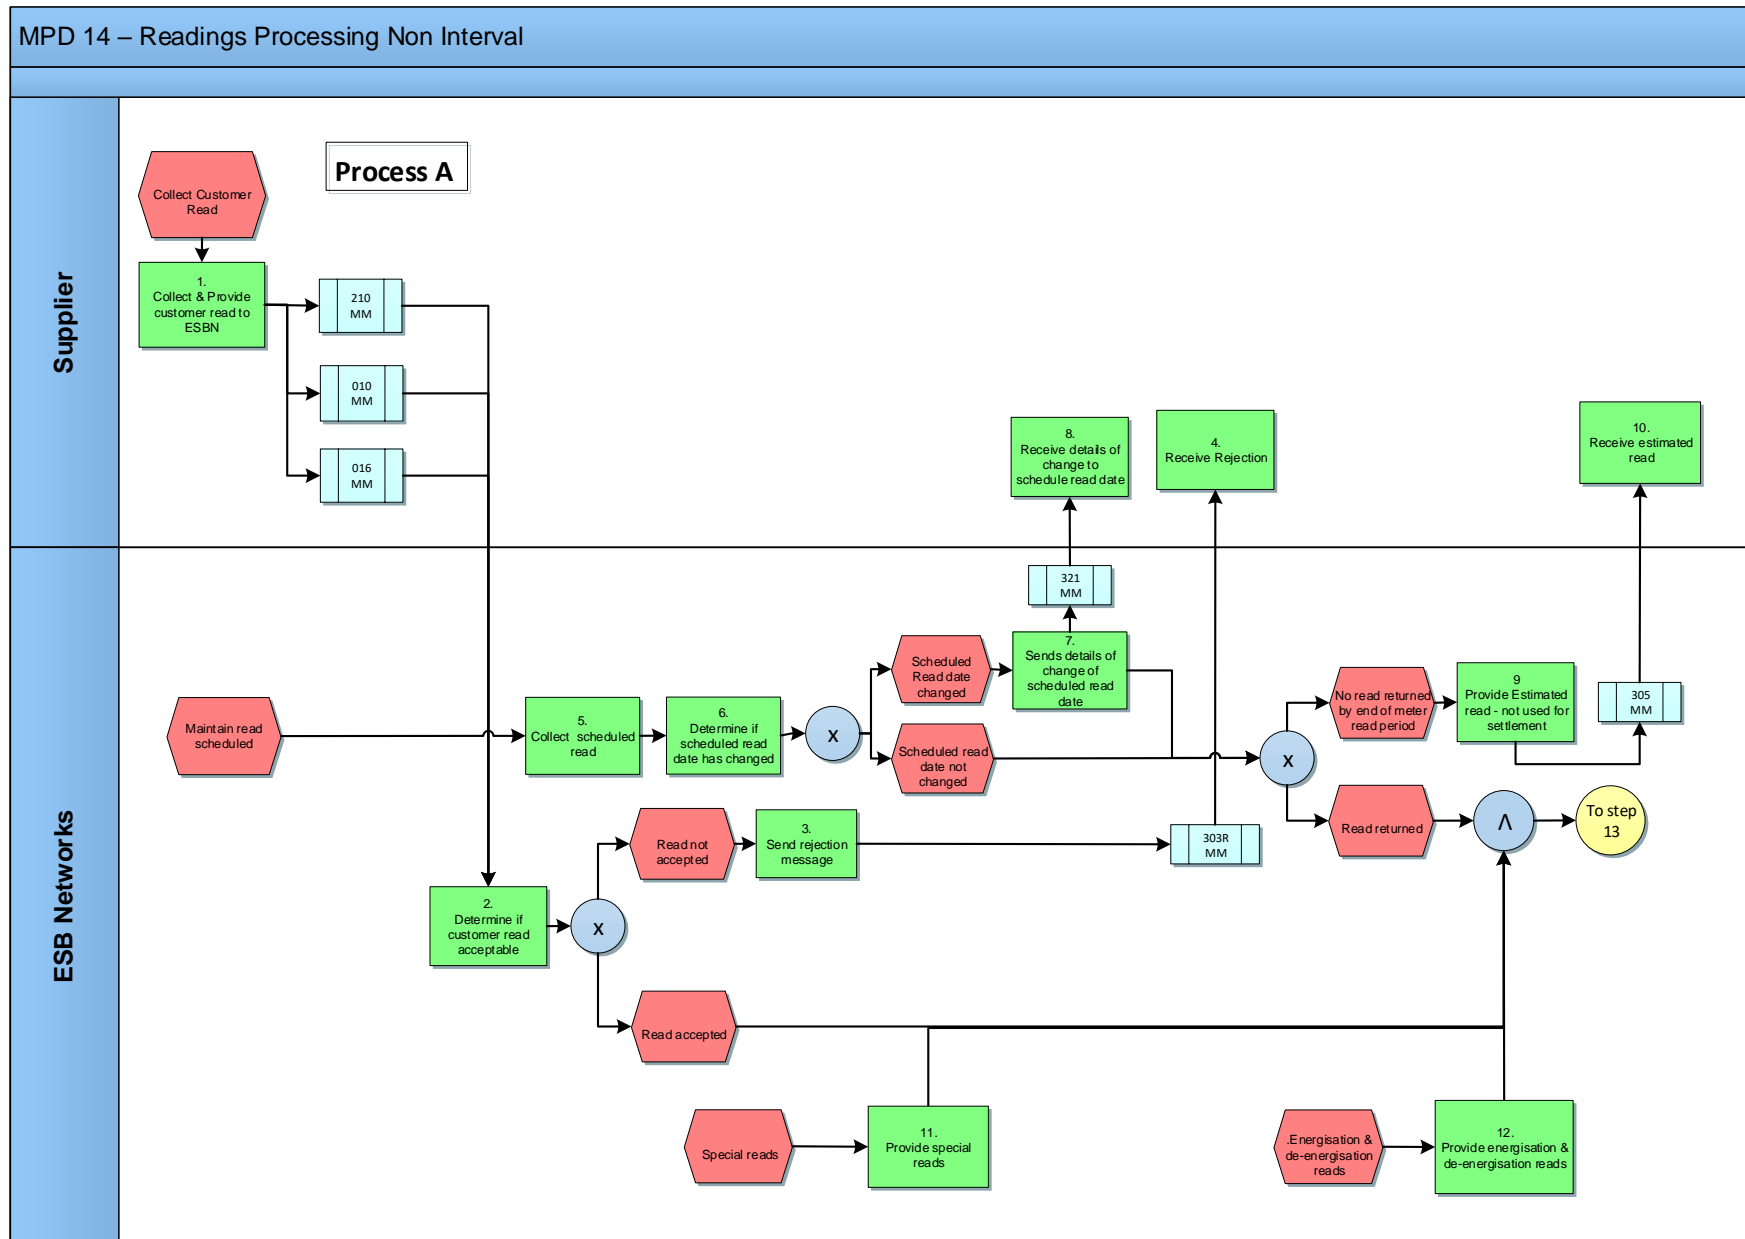 MPD 14 – Readings Processing Non Interval
Supplier
Process A
Collect Customer
Read
1.
Collect & Provide
customer read to
ESBN
210
MM
010
MM
016
MM
8.
Receive details of
change to
schedule read date
4.
Receive Rejection
10.
Receive estimated
read
ESB Networks
321
MM
Maintain read
scheduled
5.
Collect scheduled
read
6.
Determine if
scheduled read
date has changed
X
Scheduled
Read date
changed
7.
Sends details of
change of
scheduled read
date
Scheduled read
date not
changed
X
No read returned
by end of meter
read period
9
Provide Estimated
read - not used for
settlement
305
MM
Read returned
Λ
To step
13
Read not
accepted
3.
Send rejection
message
303R
MM
2.
Determine if
customer read
acceptable
X
Read accepted
Special reads
11.
Provide special
reads
.Energisation &
de-energisation
reads
12.
Provide energisation &
de-energisation reads